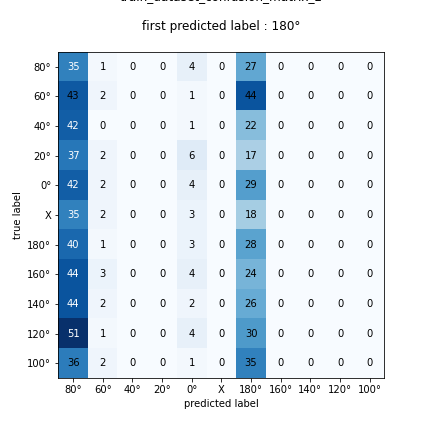 first predicted label : 180°
80° 35 1 0 0 4 0 27 0 0 0 0
60° 43 2 0 0 1 0 44 0 0 0 0
40° 42 0 0 0 1 0 22 0 0 0 0
20° 37 2 0 0 6 0 17 0 0 0 0
0° 42 2 0 0 4 0 29 0 0 0 0
X 35 2 0 0 3 0 18 0 0 0 0
180° 40 1 0 0 3 0 28 0 0 0 0
160° 44 3 0 0 4 0 24 0 0 0 0
140° 44 2 0 0 2 0 26 0 0 0 0
120° 51 1 0 0 4 0 30 0 0 0 0
100° 36 2 0 0 1 0 35 0 0 0 0
true label
80° 60° 40° 20° 0° X 180° 160° 140° 120° 100°
predicted label